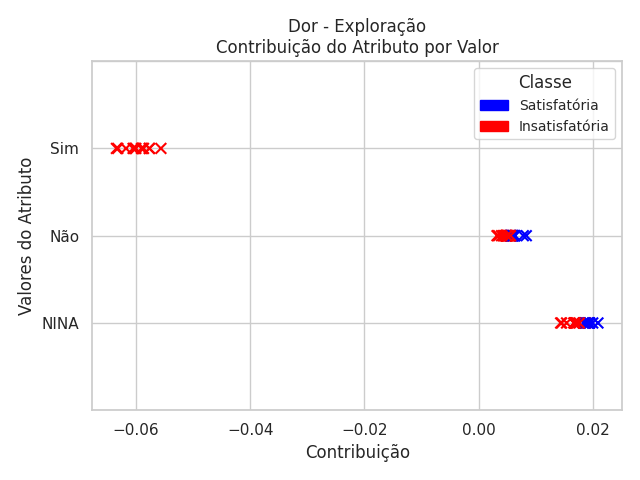 Dor - Exploração
Contribuição do Atributo por Valor
Classe
Satisfatória
Insatisfatória
Valores do Atributo
Sim
Não
NINA
−0.06
−0.04
−0.02
0.00
0.02
Contribuição